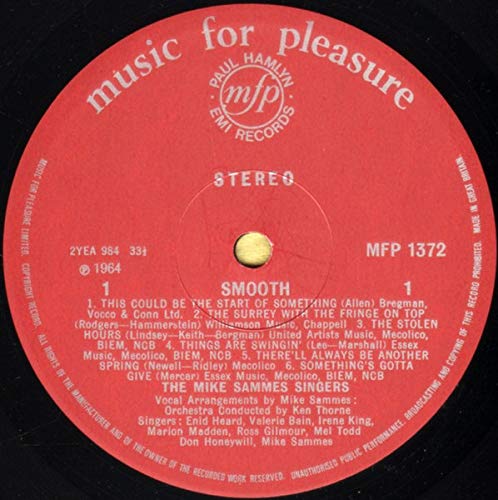 music for pleasure
PAUL HAMLYN
mfp
EMI RECORDS
STEREO
2YEA 984 33⅓
MFP 1372
℗ 1964
1 SMOOTH 1
1. THIS COULD BE THE START OF SOMETHING (Allen) Bregman,
Vocco & Conn Ltd. 2. THE SURREY WITH THE FRINGE ON TOP
(Rodgers—Hammerstein) Williamson Music, Chappell 3. THE STOLEN
HOURS (Lindsey—Keith—Bergman) United Artists Music, Mecolico,
BIEM, NCB 4. THINGS ARE SWINGIN' (Lee—Marshall) Essex
Music, Mecolico, BIEM, NCB 5. THERE'LL ALWAYS BE ANOTHER
SPRING (Newell—Ridley) Mecolico 6. SOMETHING'S GOTTA
GIVE (Mercer) Essex Music, Mecolico, BIEM, NCB
THE MIKE SAMMES SINGERS
Vocal Arrangements by Mike Sammes :
Orchestra Conducted by Ken Thorne
Singers : Enid Heard, Valerie Bain, Irene King,
Marion Madden, Ross Gilmour, Mel Todd
Don Honeywill, Mike Sammes
MUSIC FOR PLEASURE LIMITED. COPYRIGHT RECORD. ALL RIGHTS OF THE MANUFACTURER AND OF THE OWNER OF THE RECORDED WORK RESERVED. UNAUTHORISED PUBLIC PERFORMANCE, BROADCASTING AND COPYING OF THIS RECORD PROHIBITED. MADE IN GREAT BRITAIN.